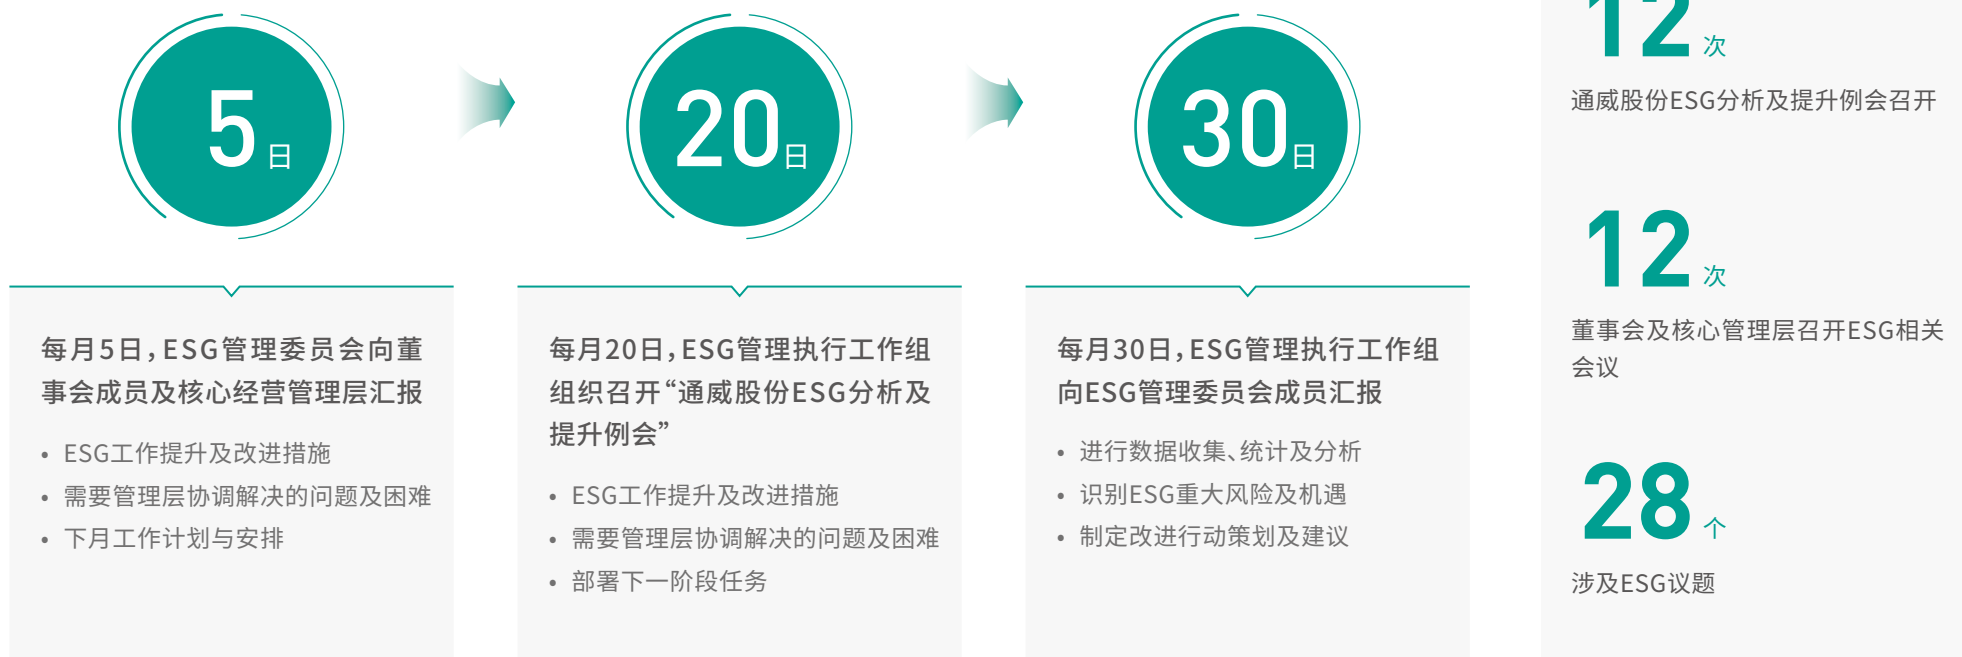 5日
每月5日，ESG管理委员会向董
事会成员及核心经营管理层汇报
• ESG工作提升及改进措施
• 需要管理层协调解决的问题及困难
• 下月工作计划与安排
20日
每月20日，ESG管理执行工作组
组织召开“通威股份ESG分析及
提升例会”
• ESG工作提升及改进措施
• 需要管理层协调解决的问题及困难
• 部署下一阶段任务
30日
每月30日，ESG管理执行工作组
向ESG管理委员会成员汇报
• 进行数据收集、统计及分析
• 识别ESG重大风险及机遇
• 制定改进行动策划及建议
12次
通威股份ESG分析及提升例会召开
12次
董事会及核心管理层召开ESG相关
会议
28个
涉及ESG议题